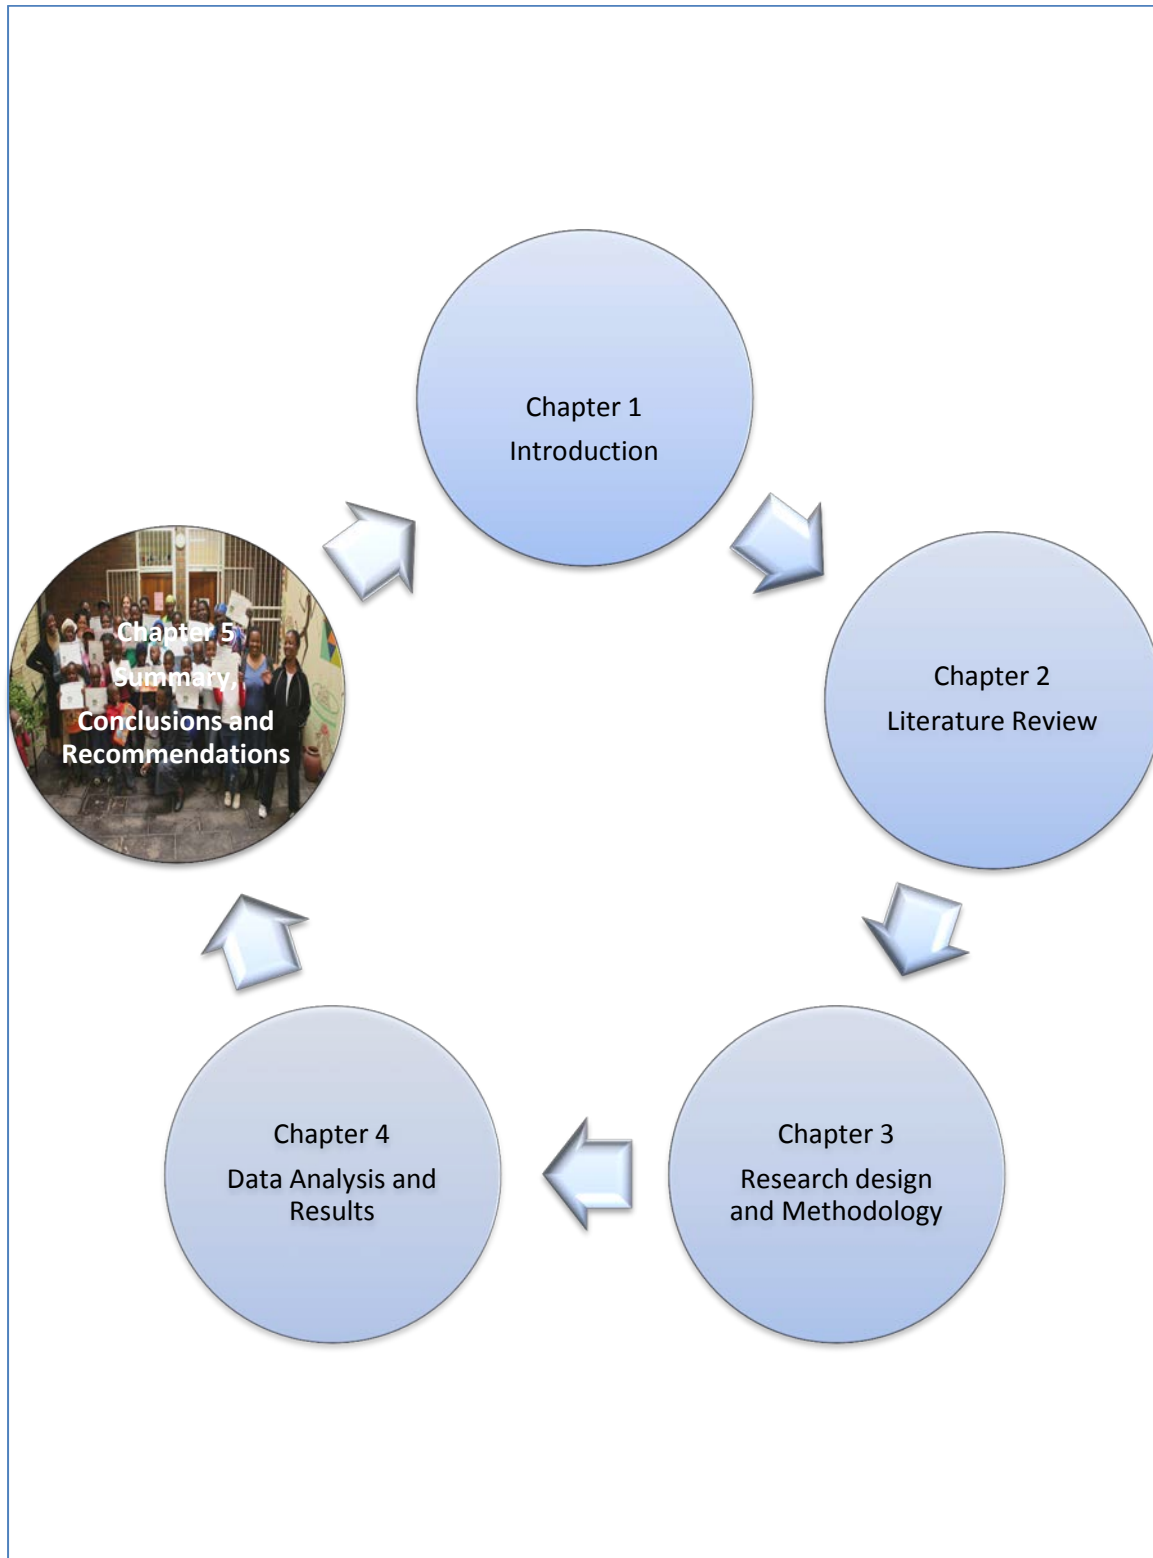 Chapter 1
Introduction
Chapter 2
Literature Review
Chapter 3
Research design
and Methodology
Chapter 4
Data Analysis and
Results
Chapter 5
Summary,
Conclusions and
Recommendations